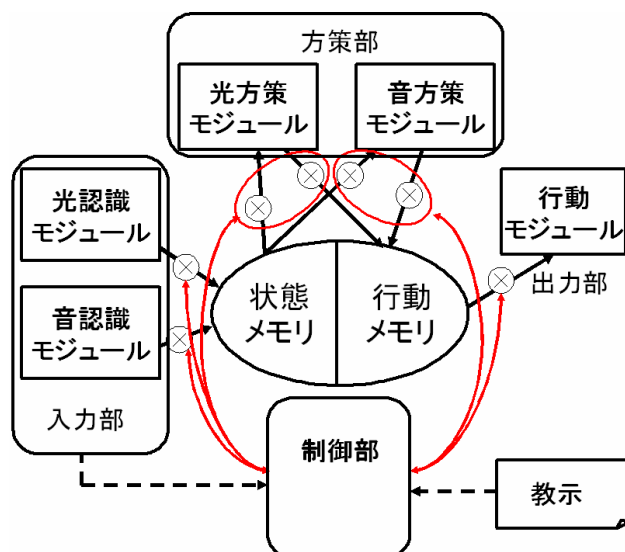 方策部
光方策
モジュール
音方策
モジュール
光認識
モジュール
音認識
モジュール
入力部
状態
メモリ
行動
メモリ
行動
モジュール
出力部
制御部
教示